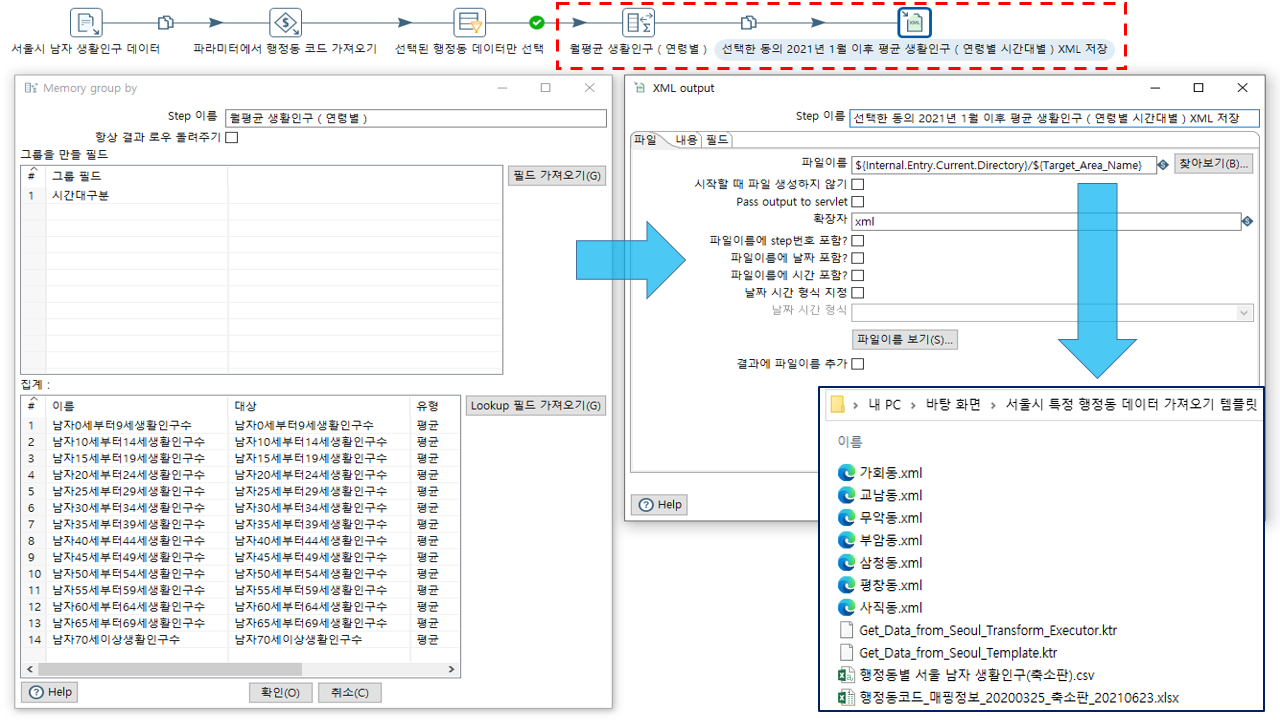 서울시 남자 생활인구 데이터
파라미터에서 행정동 코드 가져오기
선택된 행정동 데이터만 선택
월평균 생활인구 ( 연령별 )
선택한 동의 2021년 1월 이후 평균 생활인구 ( 연령별 시간대별 ) XML 저장
Memory group by
Step 이름 월평균 생활인구 ( 연령별 )
항상 결과 로우 돌려주기
그룹을 만들 필드
# 그룹 필드
1 시간대구분
필드 가져오기(G)
집계 :
# 이름 대상 유형
1 남자0세부터9세생활인구수 남자0세부터9세생활인구수 평균
2 남자10세부터14세생활인구수 남자10세부터14세생활인구수 평균
3 남자15세부터19세생활인구수 남자15세부터19세생활인구수 평균
4 남자20세부터24세생활인구수 남자20세부터24세생활인구수 평균
5 남자25세부터29세생활인구수 남자25세부터29세생활인구수 평균
6 남자30세부터34세생활인구수 남자30세부터34세생활인구수 평균
7 남자35세부터39세생활인구수 남자35세부터39세생활인구수 평균
8 남자40세부터44세생활인구수 남자40세부터44세생활인구수 평균
9 남자45세부터49세생활인구수 남자45세부터49세생활인구수 평균
10 남자50세부터54세생활인구수 남자50세부터54세생활인구수 평균
11 남자55세부터59세생활인구수 남자55세부터59세생활인구수 평균
12 남자60세부터64세생활인구수 남자60세부터64세생활인구수 평균
13 남자65세부터69세생활인구수 남자65세부터69세생활인구수 평균
14 남자70세이상생활인구수 남자70세이상생활인구수 평균
Lookup 필드 가져오기(G)
Help 확인(O) 취소(C)
XML output
Step 이름 선택한 동의 2021년 1월 이후 평균 생활인구 ( 연령별 시간대별 ) XML 저장
파일 내용 필드
파일이름 ${Internal.Entry.Current.Directory}/${Target_Area_Name} 찾아보기(B)...
시작할 때 파일 생성하지 않기
Pass output to servlet
확장자 xml
파일이름에 step번호 포함?
파일이름에 날짜 포함?
파일이름에 시간 포함?
날짜 시간 형식 지정
날짜 시간 형식
파일이름 보기(S)...
결과에 파일이름 추가
Help
내 PC > 바탕 화면 > 서울시 특정 행정동 데이터 가져오기 템플릿
이름
가회동.xml
교남동.xml
무악동.xml
부암동.xml
삼청동.xml
평창동.xml
사직동.xml
Get_Data_from_Seoul_Transform_Executor.ktr
Get_Data_from_Seoul_Template.ktr
행정동별 서울 남자 생활인구(축소판).csv
행정동코드_매핑정보_20200325_축소판_20210623.xlsx